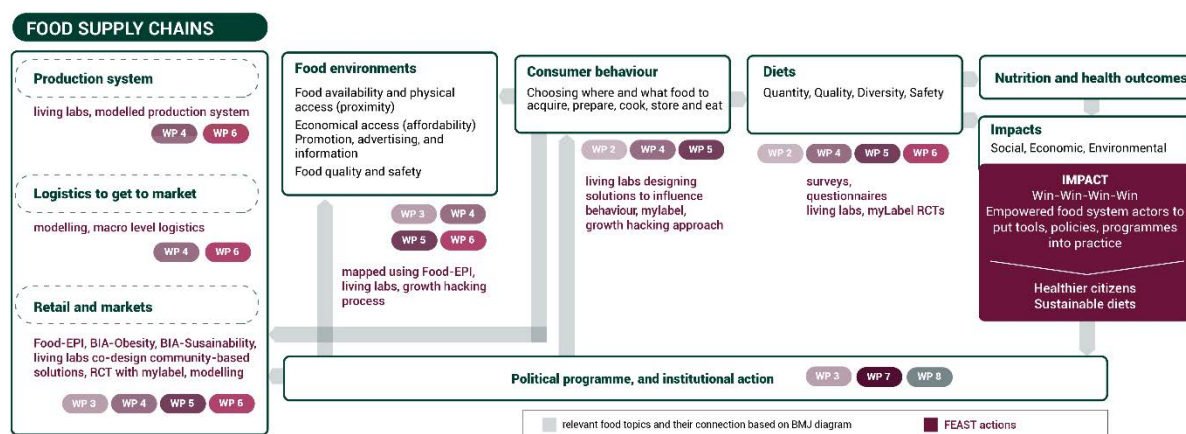 FOOD SUPPLY CHAINS
Production system
living labs, modelled production system
WP 4 WP 6
Logistics to get to market
modelling, macro level logistics
WP 4 WP 6
Retail and markets
Food-EPI, BIA-Obesity, BIA-Susainability,
living labs co-design community-based
solutions, RCT with mylabel, modelling
WP 3 WP 4 WP 5 WP 6
Food environments
Food availability and physical
access (proximity)
Economical access (affordability)
Promotion, advertising, and
information
Food quality and safety
WP 3 WP 4
WP 5 WP 6
mapped using Food-EPI,
living labs, growth hacking
process
Consumer behaviour
Choosing where and what food to
acquire, prepare, cook, store and eat
WP 2 WP 4 WP 5
living labs designing
solutions to influence
behaviour, mylabel,
growth hacking approach
Diets
Quantity, Quality, Diversity, Safety
WP 2 WP 4 WP 5 WP 6
surveys,
questionnaires
living labs, myLabel RCTs
Nutrition and health outcomes
Impacts
Social, Economic, Environmental
IMPACT
Win-Win-Win-Win
Empowered food system actors to
put tools, policies, programmes
into practice
Healthier citizens
Sustainable diets
Political programme, and institutional action WP 3 WP 7 WP 8
relevant food topics and their connection based on BMJ diagram
FEAST actions